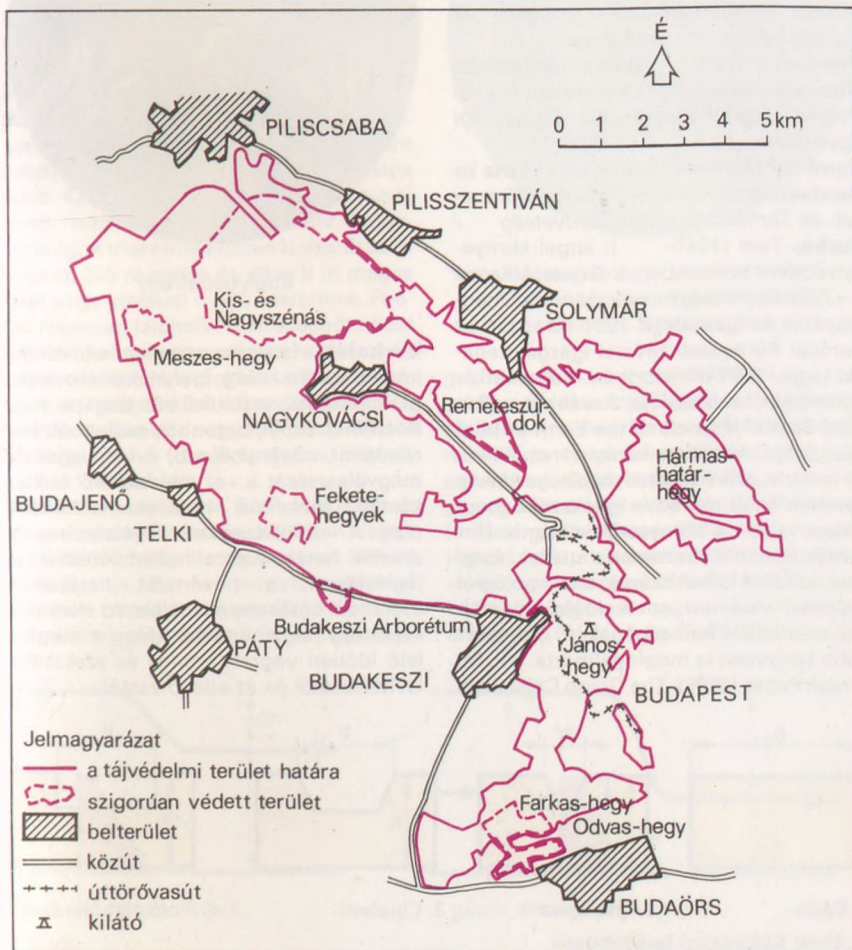 É
0 1 2 3 4 5 km
PILISCSABA
PILISSZENTIVÁN
Kis- és
Nagyszénás
SOLYMÁR
Meszes-hegy
NAGYKOVÁCSI
Remeteszur-
dok
Hármas-
határ-
hegy
BUDAJENŐ
TELKI
Fekete-
hegyek
Budakeszi Arborétum
PÁTY
BUDAKESZI
János-
hegy
BUDAPEST
Jelmagyarázat
a tájvédelmi terület határa
szigorúan védett terület
belterület
közút
úttörővasút
kilátó
Farkas-hegy
Odvas-hegy
BUDAÖRS